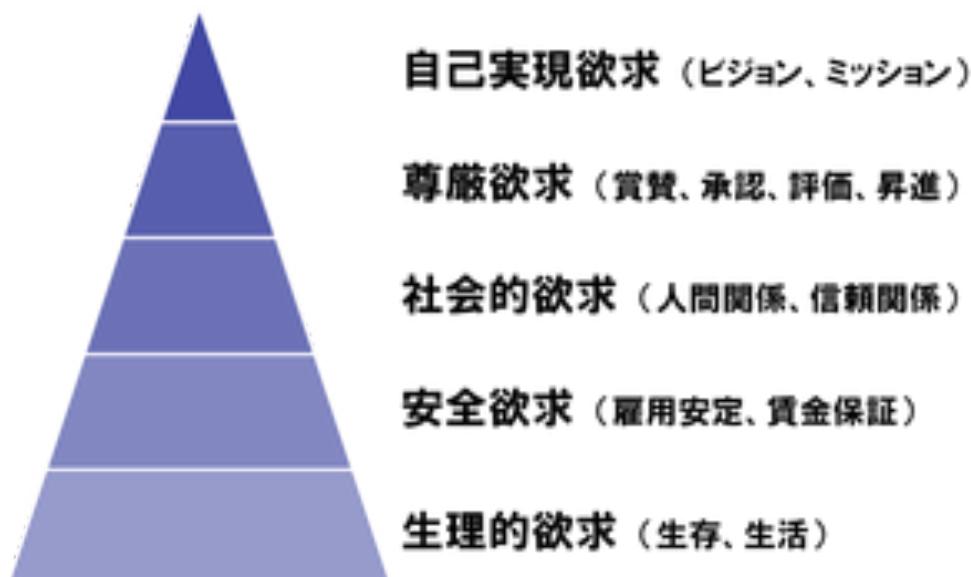 自己実現欲求（ビジョン、ミッション）
尊厳欲求（賞賛、承認、評価、昇進）
社会的欲求（人間関係、信頼関係）
安全欲求（雇用安定、賃金保証）
生理的欲求（生存、生活）